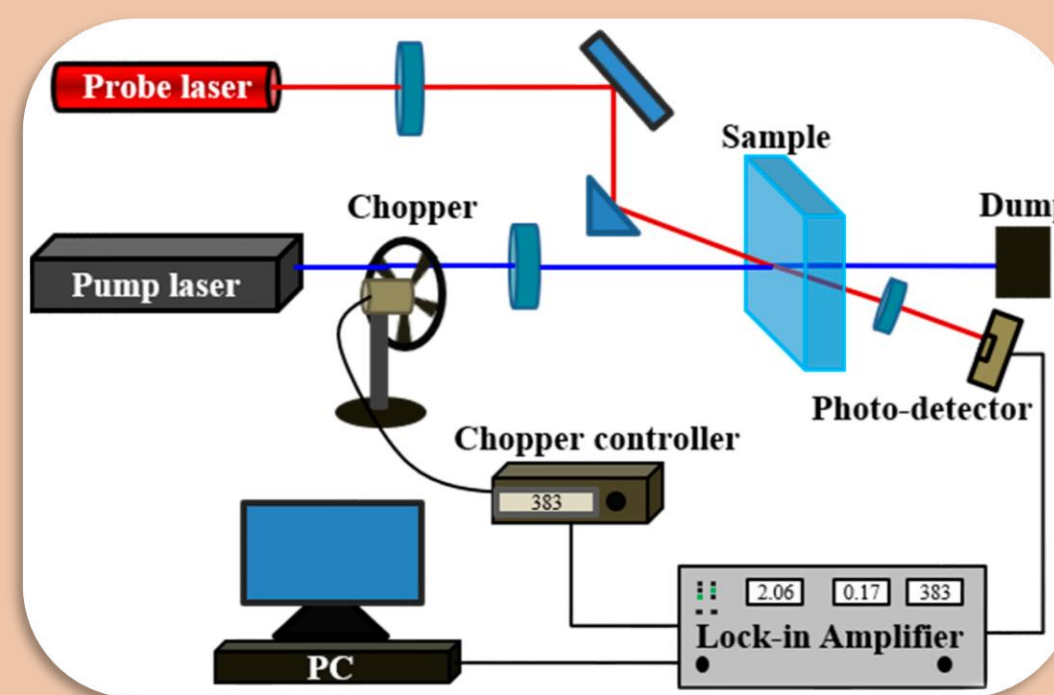 Probe laser
Sample
Chopper
Dump
Pump laser
Photo-detector
Chopper controller
383
2.06
0.17
383
Lock-in Amplifier
PC